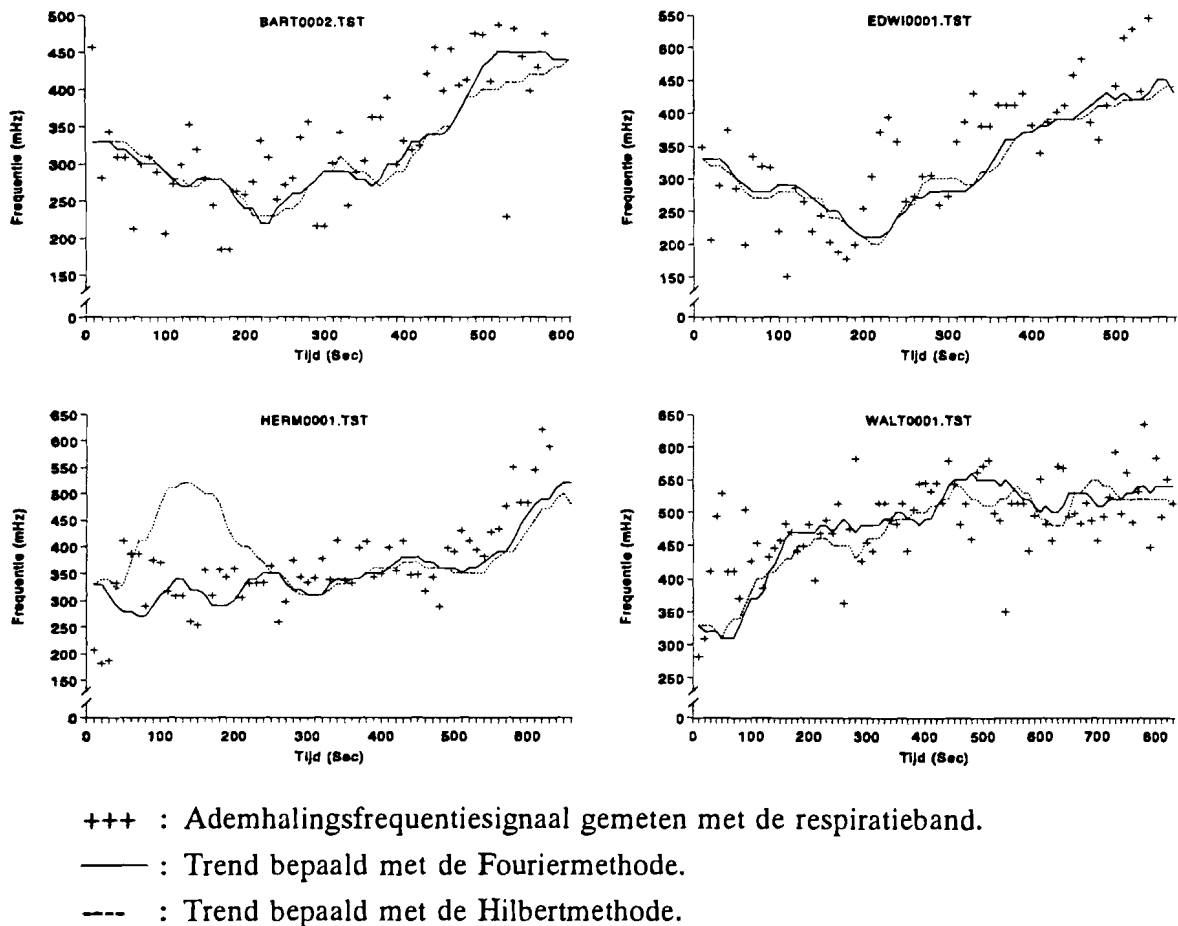 BART0002.TST
500
450
400
350
300
250
200
150
0
Frequentie (mHz)
0 100 200 300 400 500 600
Tijd (Sec)
EDWI0001.TST
550
500
450
400
350
300
250
200
150
0
Frequentie (mHz)
0 100 200 300 400 500
Tijd (Sec)
HERM0001.TST
650
600
550
500
450
400
350
300
250
200
150
0
Frequentie (mHz)
0 100 200 300 400 500 600
Tijd (Sec)
WALT0001.TST
650
600
550
500
450
400
350
300
250
0
Frequentie (mHz)
0 100 200 300 400 500 600 700 800
Tijd (Sec)
+++ : Ademhalingsfrequentiesignaal gemeten met de respiratieband.
—— : Trend bepaald met de Fouriermethode.
---- : Trend bepaald met de Hilbertmethode.